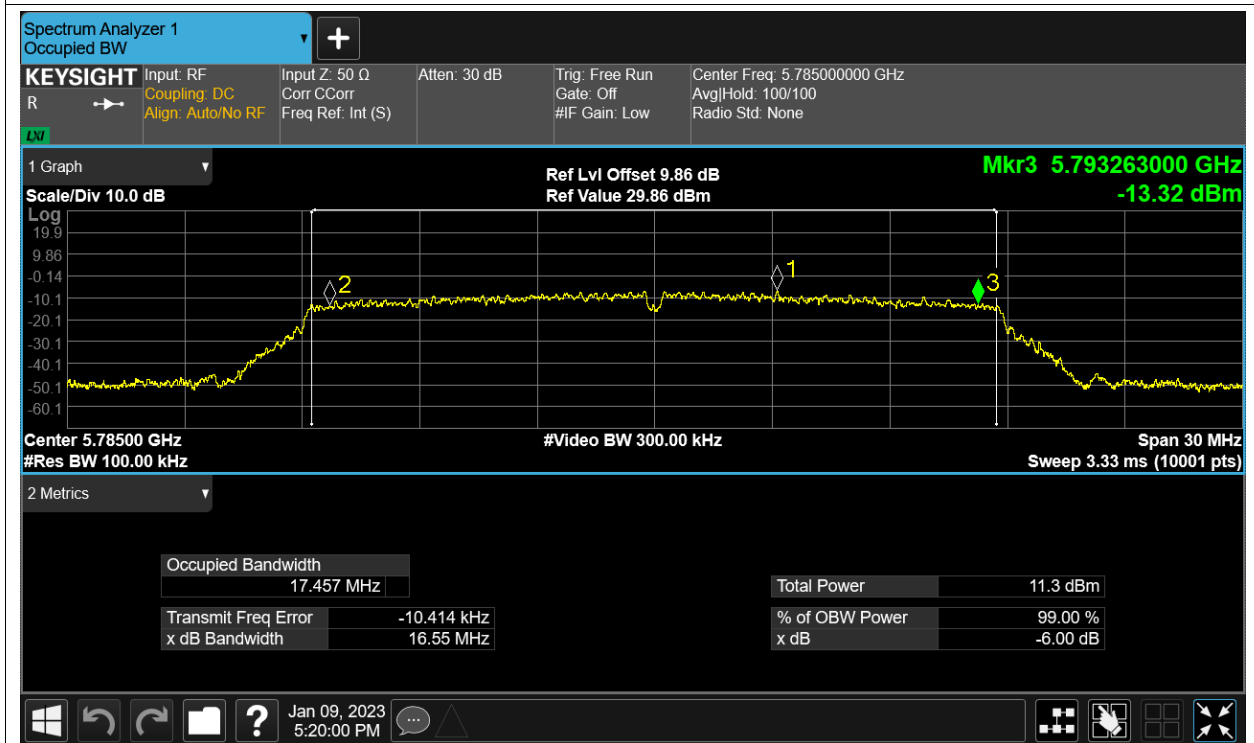 Spectrum Analyzer 1
Occupied BW
KEYSIGHT
R
LXI
Input: RF
Coupling: DC
Align: Auto/No RF
Input Z: 50 Ω
Corr CCorr
Freq Ref: Int (S)
Atten: 30 dB
Trig: Free Run
Gate: Off
#IF Gain: Low
Center Freq: 5.785000000 GHz
Avg|Hold: 100/100
Radio Std: None
1 Graph
Scale/Div 10.0 dB
Ref Lvl Offset 9.86 dB
Ref Value 29.86 dBm
Mkr3 5.793263000 GHz
-13.32 dBm
Log
19.9
9.86
-0.14
-10.1
-20.1
-30.1
-40.1
-50.1
-60.1
2
1
3
Center 5.78500 GHz
#Video BW 300.00 kHz
Span 30 MHz
#Res BW 100.00 kHz
Sweep 3.33 ms (10001 pts)
2 Metrics
Occupied Bandwidth
17.457 MHz
Total Power 11.3 dBm
Transmit Freq Error -10.414 kHz
% of OBW Power 99.00 %
x dB Bandwidth 16.55 MHz
x dB -6.00 dB
?
Jan 09, 2023
5:20:00 PM